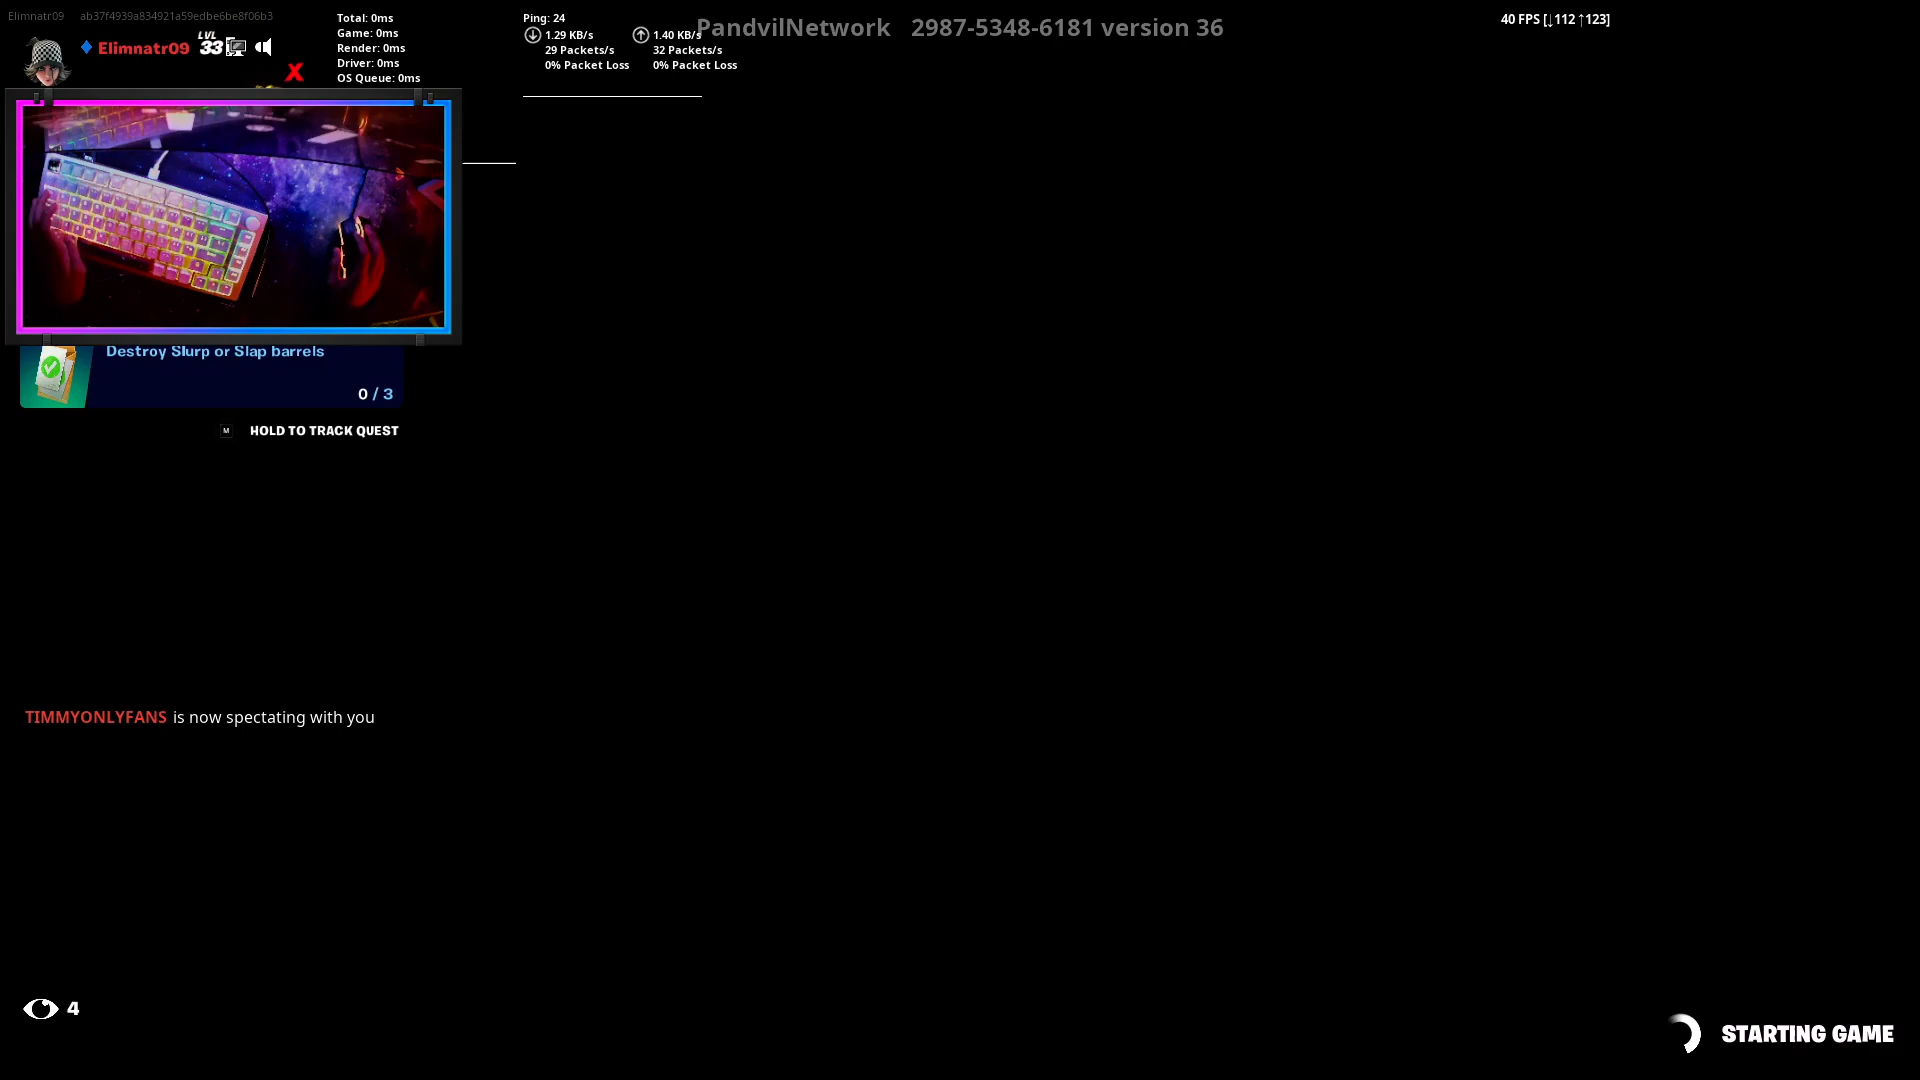 Elimnatr09 ab37f4939a834921a59edbe6be8f06b3
Elimnatr09 LVL 33
X
Total: 0ms
Game: 0ms
Render: 0ms
Driver: 0ms
OS Queue: 0ms
Ping: 24
1.29 KB/s 1.40 KB/s
29 Packets/s 32 Packets/s
0% Packet Loss 0% Packet Loss
PandvilNetwork 2987-5348-6181 version 36
40 FPS [↓112 ↑123]
Destroy Slurp or Slap barrels
0 / 3
M HOLD TO TRACK QUEST
TIMMYONLYFANS is now spectating with you
4
STARTING GAME